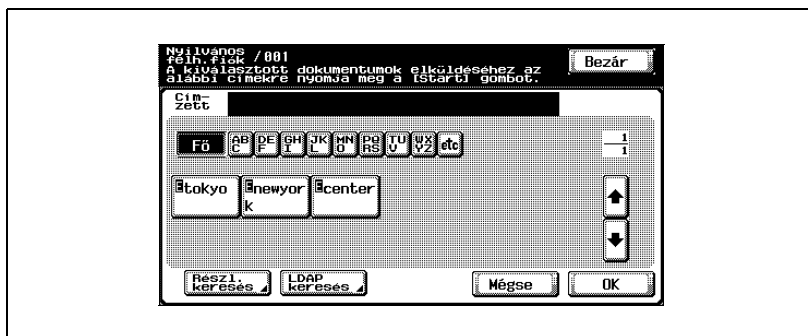 Nyilvános
felh.fiók /001
A kiválasztott dokumentumok elküldéséhez az
alábbi címekre nyomja meg a [Start] gombot.
Bezár
Cím-
zett
Fő AB C DE F GH I JK L MN O PQ RS TU V WX YZ etc
1
1
tokyo newyor center
k
Részl. LDAP
keresés keresés Mégse OK